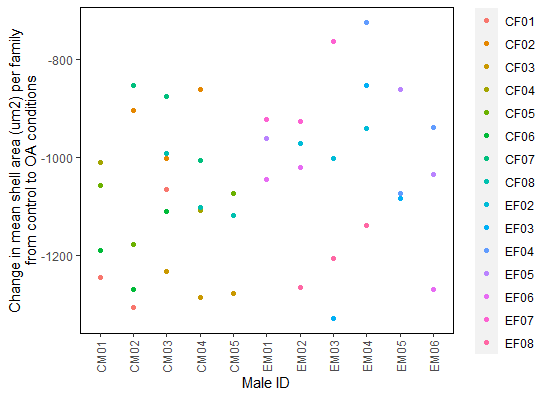 Change in mean shell area (um2) per family
from control to OA conditions
-800
-1000
-1200
CM01
CM02
CM03
CM04
CM05
EM01
EM02
EM03
EM04
EM05
EM06
Male ID
CF01
CF02
CF03
CF04
CF05
CF06
CF07
CF08
EF02
EF03
EF04
EF05
EF06
EF07
EF08